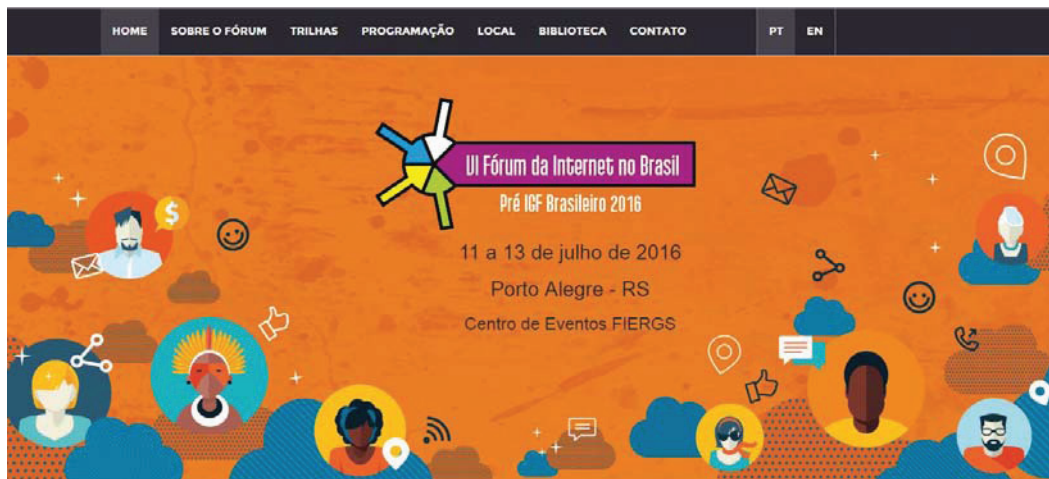 HOME SOBRE O FÓRUM TRILHAS PROGRAMAÇÃO LOCAL BIBLIOTECA CONTATO PT EN
VI Fórum da Internet no Brasil
Pré IGF Brasileiro 2016
11 a 13 de julho de 2016
Porto Alegre - RS
Centro de Eventos FIERGS
$